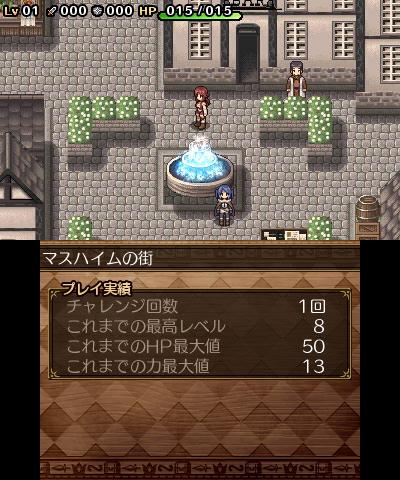 Lv 01 000 000 HP 015/015
マスハイムの街
プレイ実績
チャレンジ回数 1回
これまでの最高レベル 8
これまでのHP最大値 50
これまでの力最大値 13